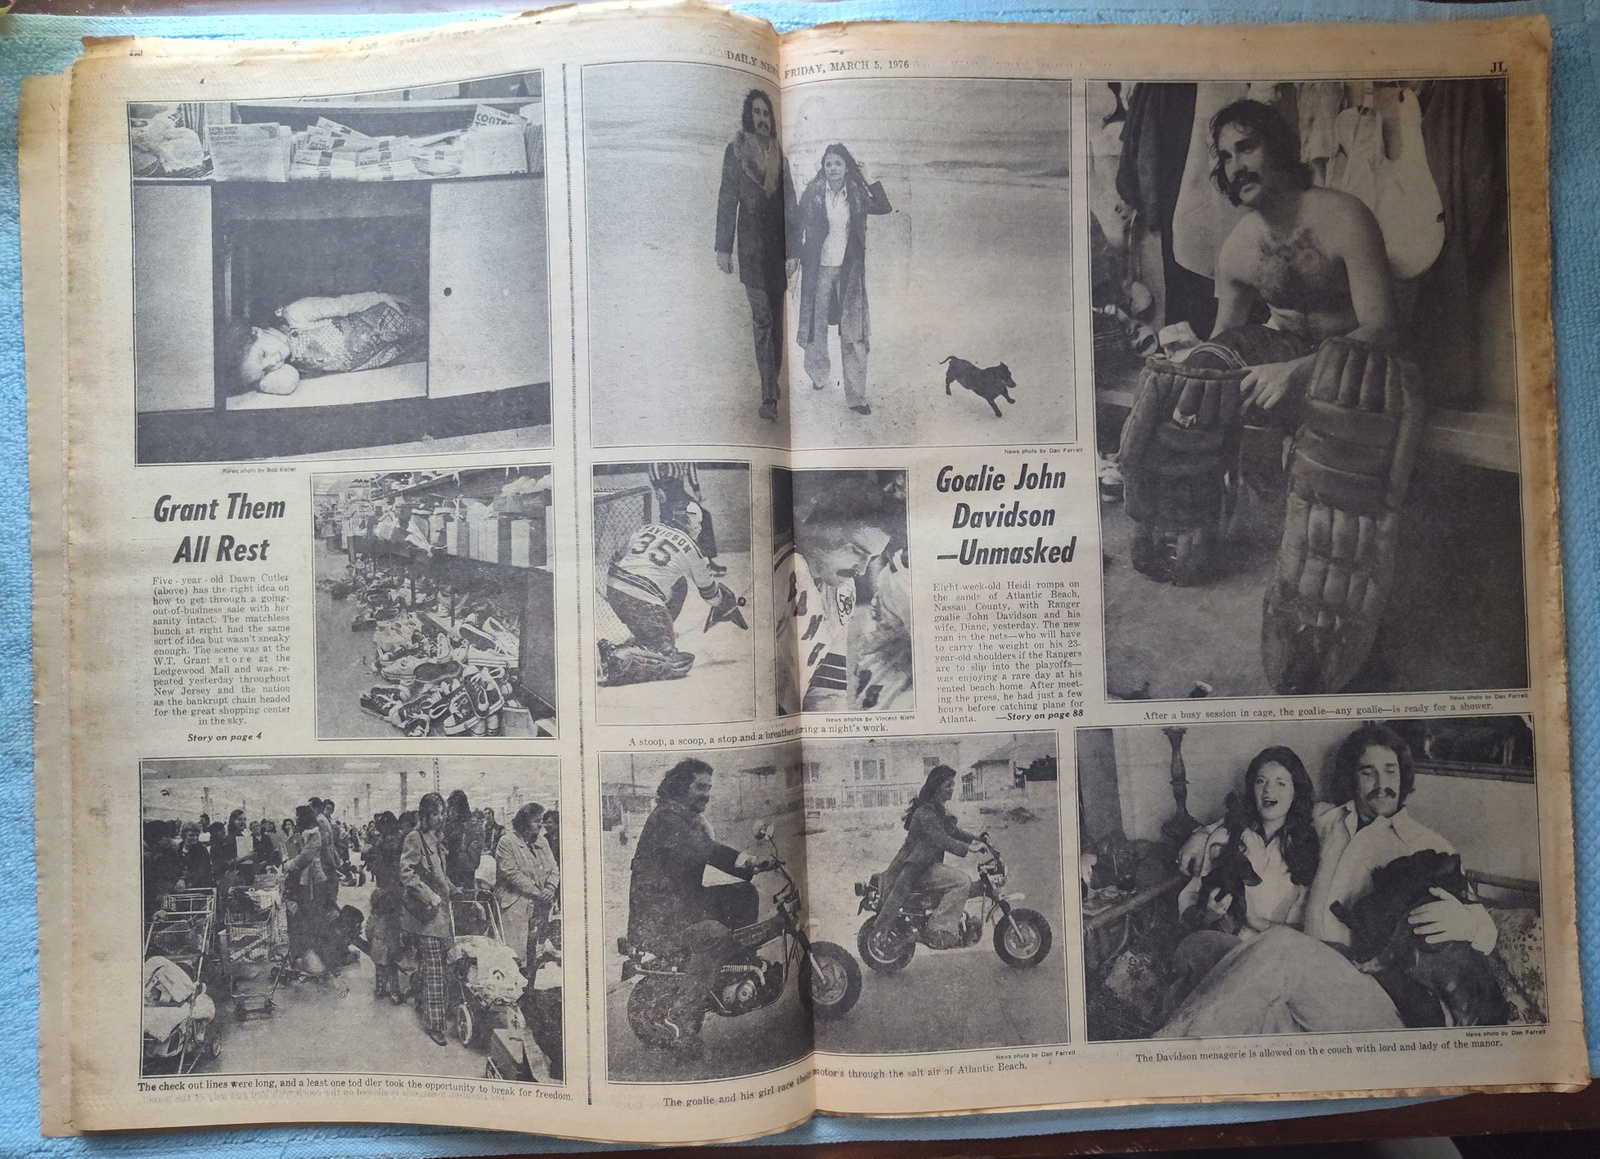 DAILY NEWS, FRIDAY, MARCH 5, 1976
JL
CONTAC
News photo by Bob Koller
Grant Them
All Rest
Five-year-old Dawn Cutler
(above) has the right idea on
how to get through a going-
out-of-business sale with her
sanity intact. The matchless
bunch at right had the same
sort of idea but wasn't sneaky
enough. The scene was at the
W.T. Grant store at the
Ledgewood Mall and was re-
peated yesterday throughout
New Jersey and the nation
as the bankrupt chain headed
for the great shopping center
in the sky.
Story on page 4
The check out lines were long, and a least one tod dler took the opportunity to break for freedom.
News photo by Dan Farrell
DAVIDSON
35
News photos by Vincent Riehl
A stoop, a scoop, a stop and a breather during a night's work.
Goalie John
Davidson
—Unmasked
Eight-week-old Heidi romps on
the sands of Atlantic Beach,
Nassau County, with Ranger
goalie John Davidson and his
wife, Diane, yesterday. The new
man in the nets—who will have
to carry the weight on his 23-
year-old shoulders if the Rangers
are to slip into the playoffs—
was enjoying a rare day at his
rented beach home. After meet-
ing the press, he had just a few
hours before catching plane for
Atlanta. —Story on page 88
News photo by Dan Farrell
After a busy session in cage, the goalie—any goalie—is ready for a shower.
News photo by Dan Farrell
The goalie and his girl race their motors through the salt air of Atlantic Beach.
News photo by Dan Farrell
The Davidson menagerie is allowed on the couch with lord and lady of the manor.